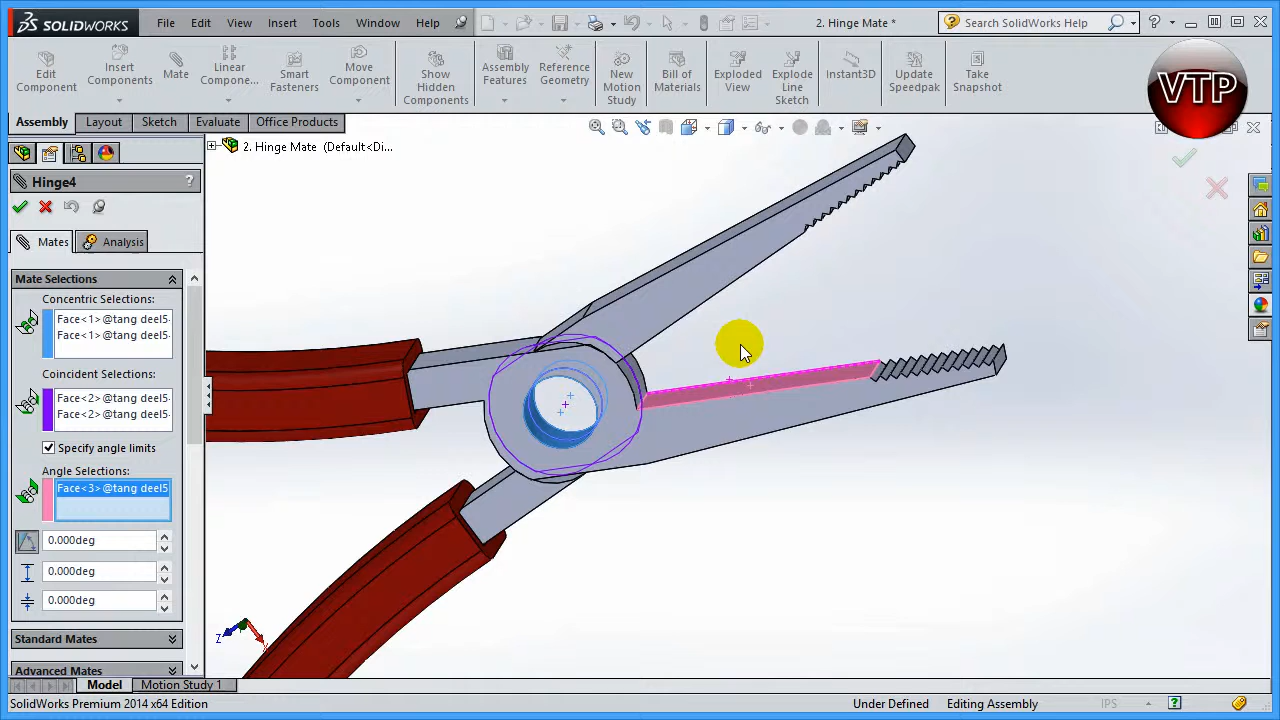 SOLIDWORKS File Edit View Insert Tools Window Help 2. Hinge Mate * Search SolidWorks Help
Edit Component
Insert Components
Mate
Linear Compone...
Smart Fasteners
Move Component
Show Hidden Components
Assembly Features
Reference Geometry
New Motion Study
Bill of Materials
Exploded View
Explode Line Sketch
Instant3D
Update Speedpak
Take Snapshot
VTP
Assembly Layout Sketch Evaluate Office Products
2. Hinge Mate (Default<Di...
Hinge4 ?
Mates Analysis
Mate Selections
Concentric Selections:
Face<1>@tang deel5-
Face<1>@tang deel5-
Coincident Selections:
Face<2>@tang deel5-
Face<2>@tang deel5-
Specify angle limits
Angle Selections:
Face<3>@tang deel5
0.000deg
0.000deg
0.000deg
Z
Standard Mates
Advanced Mates
Model Motion Study 1
SolidWorks Premium 2014 x64 Edition Under Defined Editing Assembly IPS